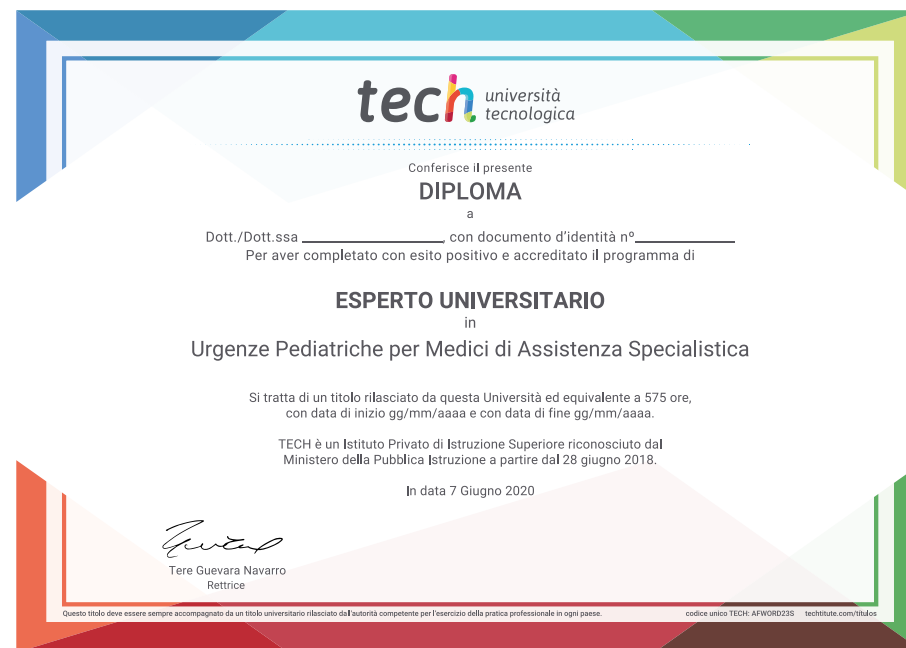 tech università
tecnologica
Conferisce il presente
DIPLOMA
a
Dott./Dott.ssa ____________________, con documento d'identità nº______________
Per aver completato con esito positivo e accreditato il programma di
ESPERTO UNIVERSITARIO
in
Urgenze Pediatriche per Medici di Assistenza Specialistica
Si tratta di un titolo rilasciato da questa Università ed equivalente a 575 ore,
con data di inizio gg/mm/aaaa e con data di fine gg/mm/aaaa.
TECH è un Istituto Privato di Istruzione Superiore riconosciuto dal
Ministero della Pubblica Istruzione a partire dal 28 giugno 2018.
In data 7 Giugno 2020
Tere Guevara Navarro
Rettrice
Questo titolo deve essere sempre accompagnato da un titolo universitario rilasciato dall'autorità competente per l'esercizio della pratica professionale in ogni paese. codice unico TECH: AFWORD23S techtitute.com/titulos